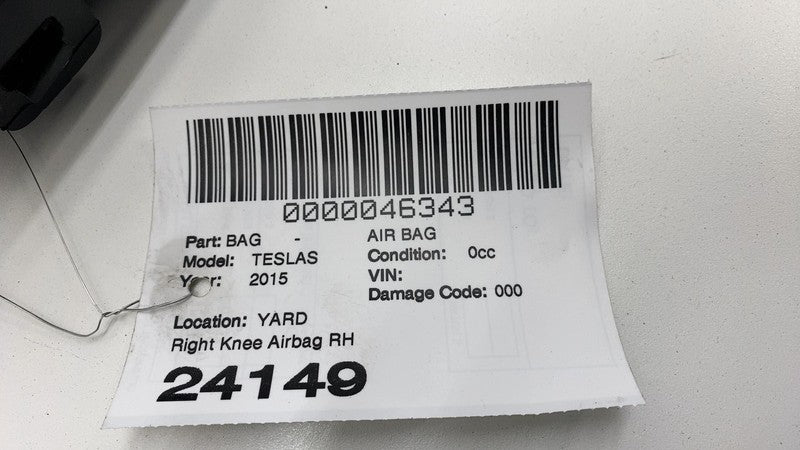 0000046343
Part: BAG - AIR BAG
Model: TESLAS Condition: 0cc
Year: 2015 VIN:
Damage Code: 000
Location: YARD
Right Knee Airbag RH
24149